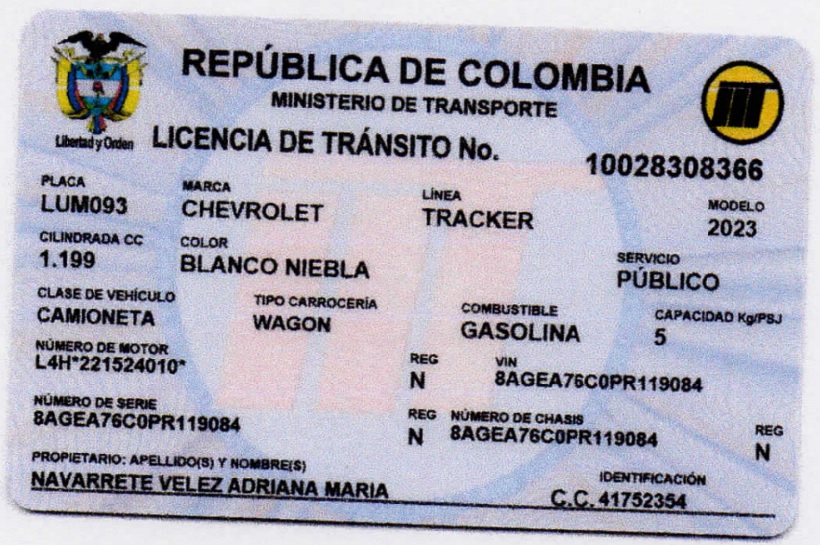 REPÚBLICA DE COLOMBIA
MINISTERIO DE TRANSPORTE
Libertad y Orden
LICENCIA DE TRÁNSITO No. 10028308366
PLACA MARCA LÍNEA MODELO
LUM093 CHEVROLET TRACKER 2023
CILINDRADA CC COLOR SERVICIO
1.199 BLANCO NIEBLA PÚBLICO
CLASE DE VEHÍCULO TIPO CARROCERÍA COMBUSTIBLE CAPACIDAD Kg/PSJ
CAMIONETA WAGON GASOLINA 5
NÚMERO DE MOTOR REG VIN
L4H*221524010* N 8AGEA76C0PR119084
NÚMERO DE SERIE REG NÚMERO DE CHASIS REG
8AGEA76C0PR119084 N 8AGEA76C0PR119084 N
PROPIETARIO: APELLIDO(S) Y NOMBRE(S) IDENTIFICACIÓN
NAVARRETE VELEZ ADRIANA MARIA C.C. 41752354